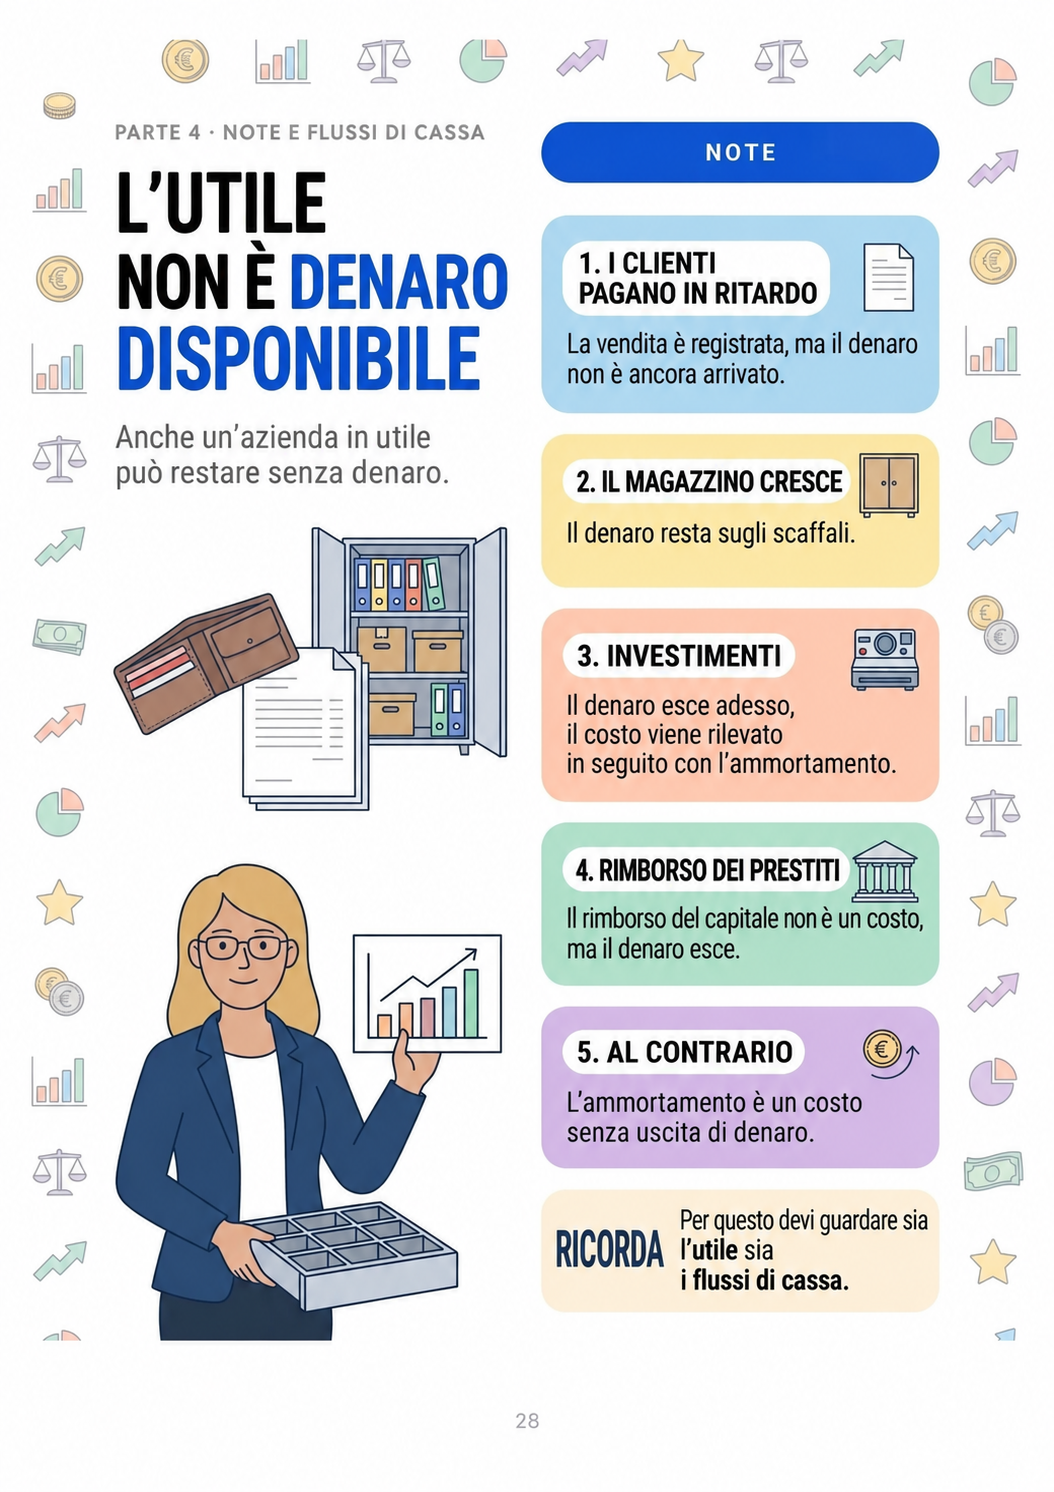 PARTE 4 · NOTE E FLUSSI DI CASSA
L’UTILE
NON È DENARO
DISPONIBILE
Anche un’azienda in utile
può restare senza denaro.
NOTE
1. I CLIENTI
PAGANO IN RITARDO
La vendita è registrata, ma il denaro
non è ancora arrivato.
2. IL MAGAZZINO CRESCE
Il denaro resta sugli scaffali.
3. INVESTIMENTI
Il denaro esce adesso,
il costo viene rilevato
in seguito con l’ammortamento.
4. RIMBORSO DEI PRESTITI
Il rimborso del capitale non è un costo,
ma il denaro esce.
5. AL CONTRARIO
L’ammortamento è un costo
senza uscita di denaro.
RICORDA
Per questo devi guardare sia
l’utile sia
i flussi di cassa.
28